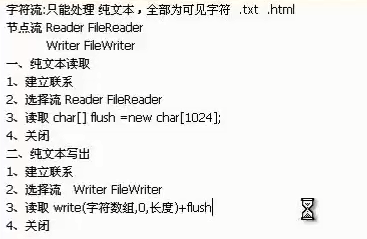 字符流:只能处理 纯文本，全部为可见字符 .txt .html
节点流 Reader FileReader
Writer FileWriter
一、纯文本读取
1、建立联系
2、选择流 Reader FileReader
3、读取 char[] flush =new char[1024];
4、关闭
二、纯文本写出
1、建立联系
2、选择流 Writer FileWriter
3、读取 write(字符数组,0,长度)+flush
4、关闭